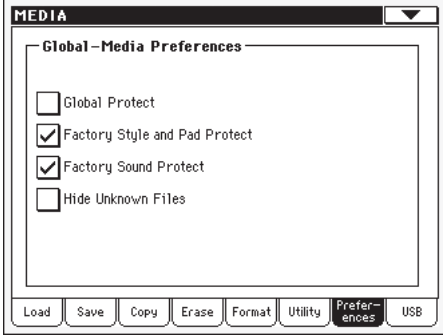 MEDIA
Global-Media Preferences
Global Protect
Factory Style and Pad Protect
Factory Sound Protect
Hide Unknown Files
Load Save Copy Erase Format Utility Prefer-
ences USB